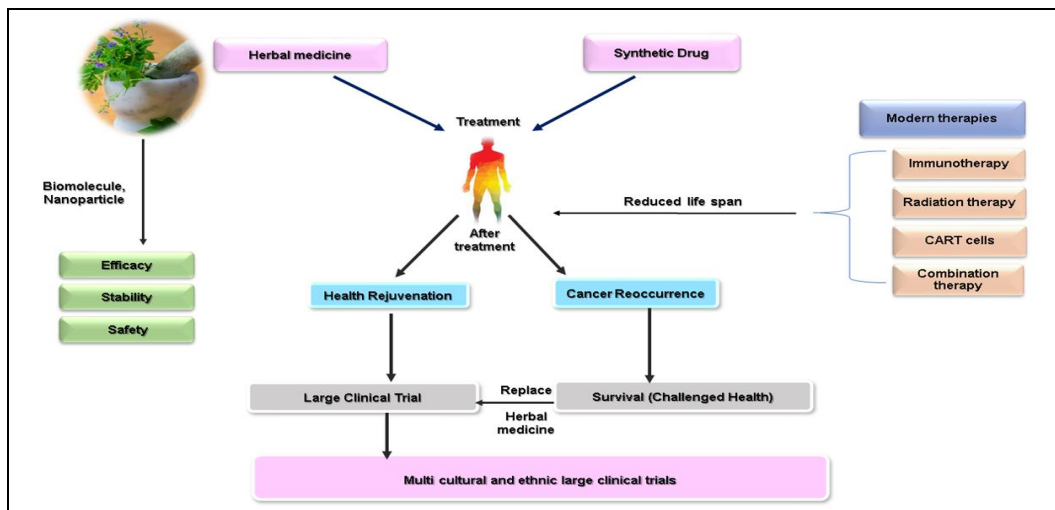 Herbal medicine
Synthetic Drug
Treatment
Modern therapies
Immunotherapy
Radiation therapy
CART cells
Combination
therapy
Reduced life span
Biomolecule,
Nanoparticle
Efficacy
Stability
Safety
After
treatment
Health Rejuvenation
Cancer Reoccurrence
Large Clinical Trial
Replace
Herbal
medicine
Survival (Challenged Health)
Multi cultural and ethnic large clinical trials